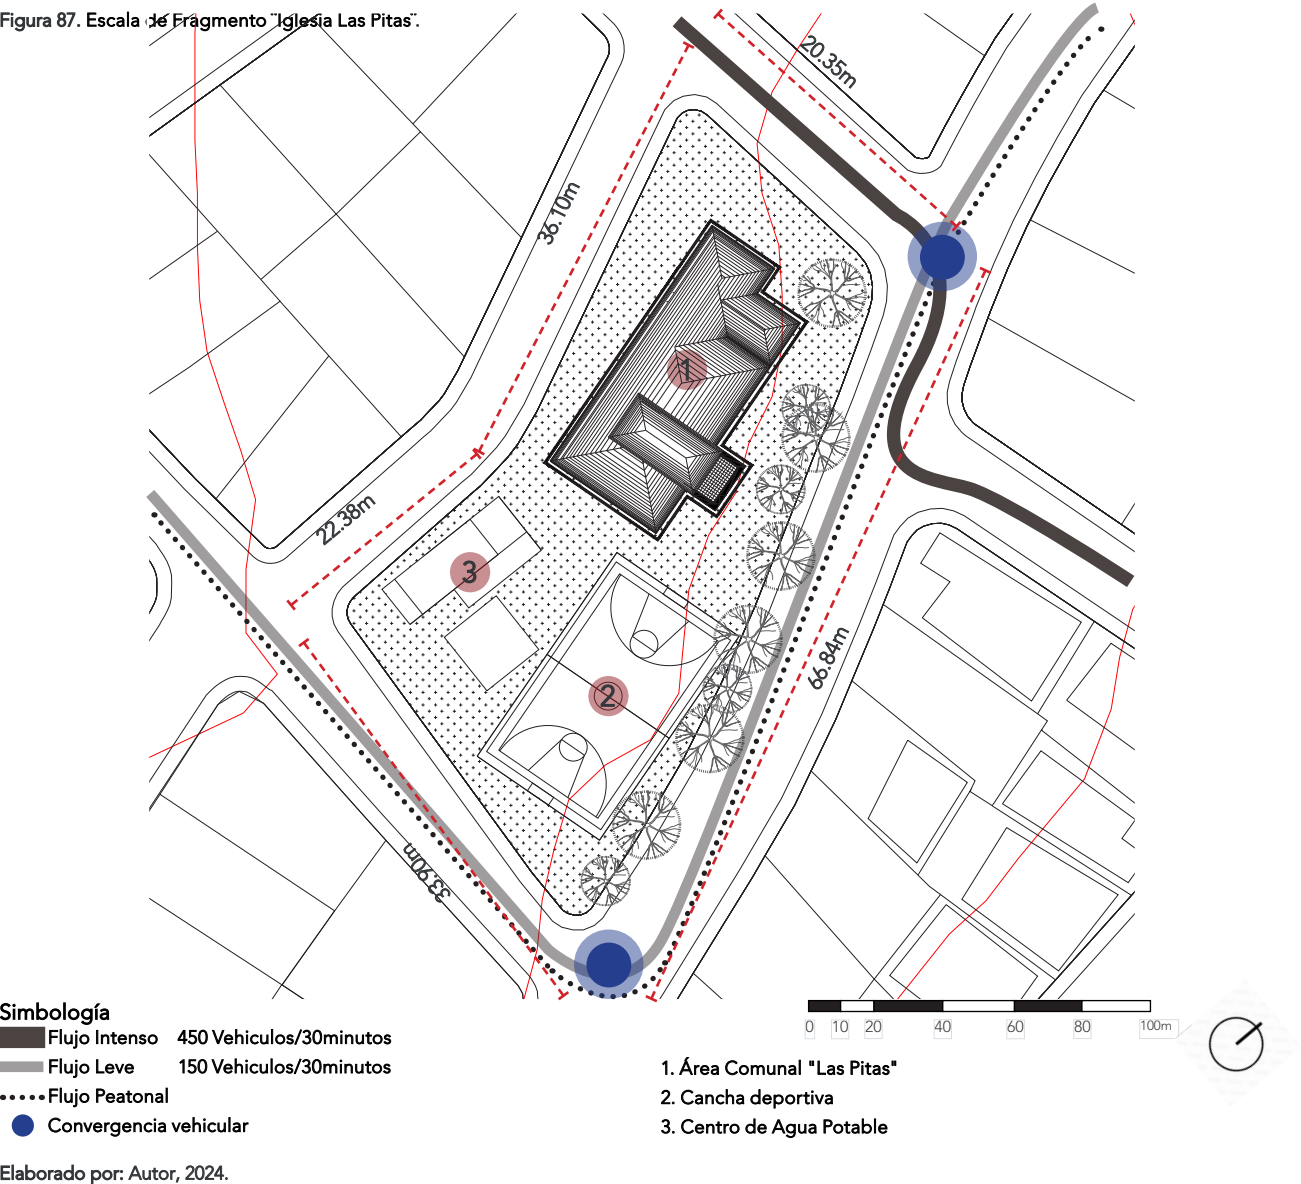 Figura 87. Escala de Fragmento ¨Iglesia Las Pitas¨.
20.35m
36.10m
1
22.38m
3
66.84m
2
33.90m
Simbología
Flujo Intenso 450 Vehiculos/30minutos
Flujo Leve 150 Vehiculos/30minutos
Flujo Peatonal
Convergencia vehicular
0 10 20 40 60 80 100m
1. Área Comunal "Las Pitas"
2. Cancha deportiva
3. Centro de Agua Potable
Elaborado por: Autor, 2024.